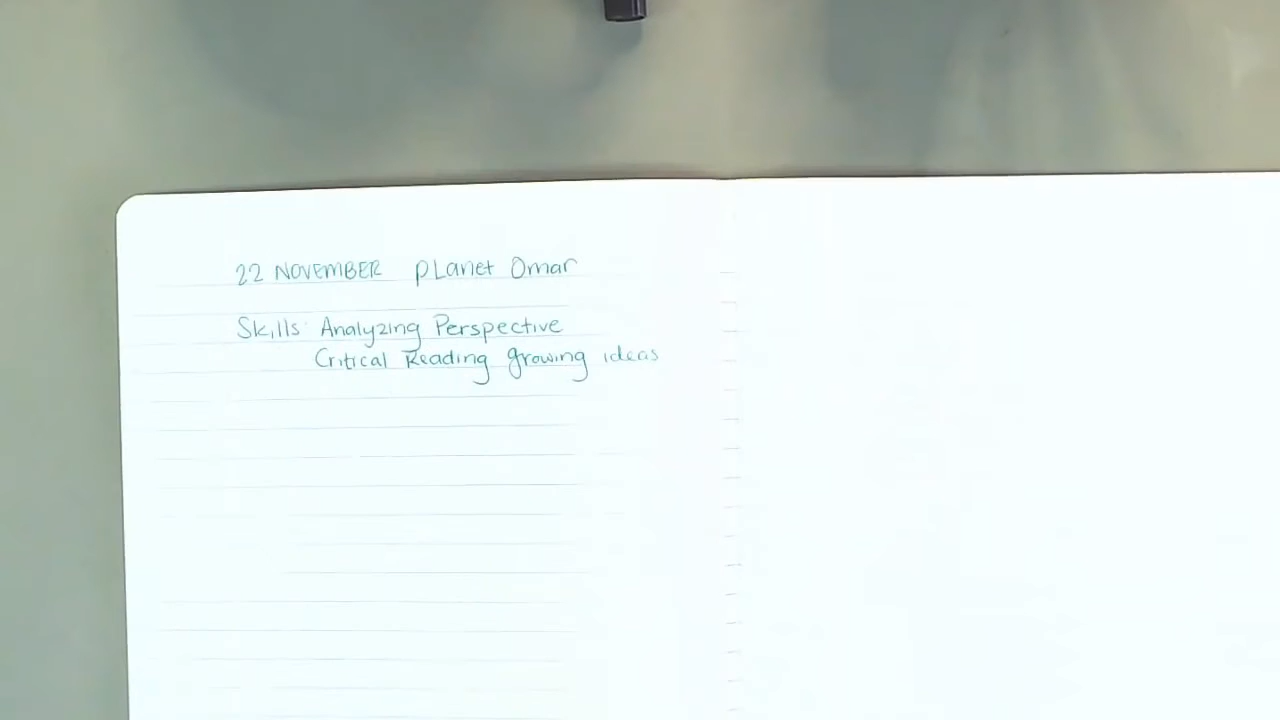 22 NOVEMBER planet Omar
Skills: Analyzing Perspective
Critical Reading growing ideas